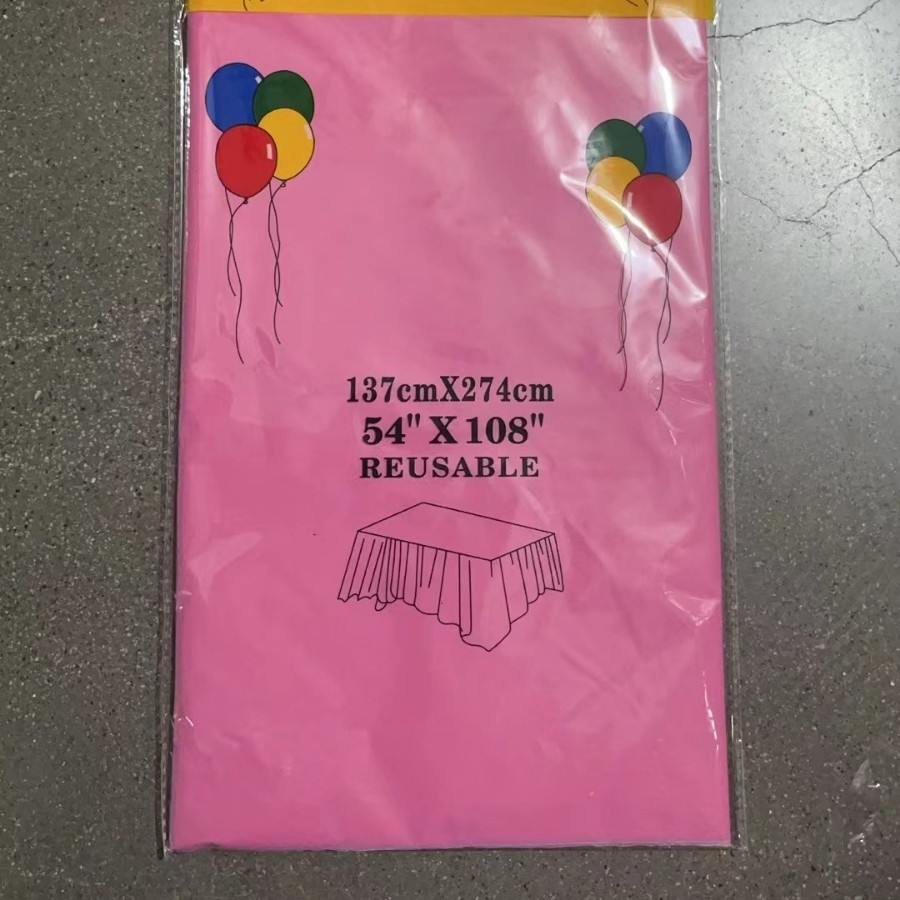 137cmX274cm
54" X 108"
REUSABLE